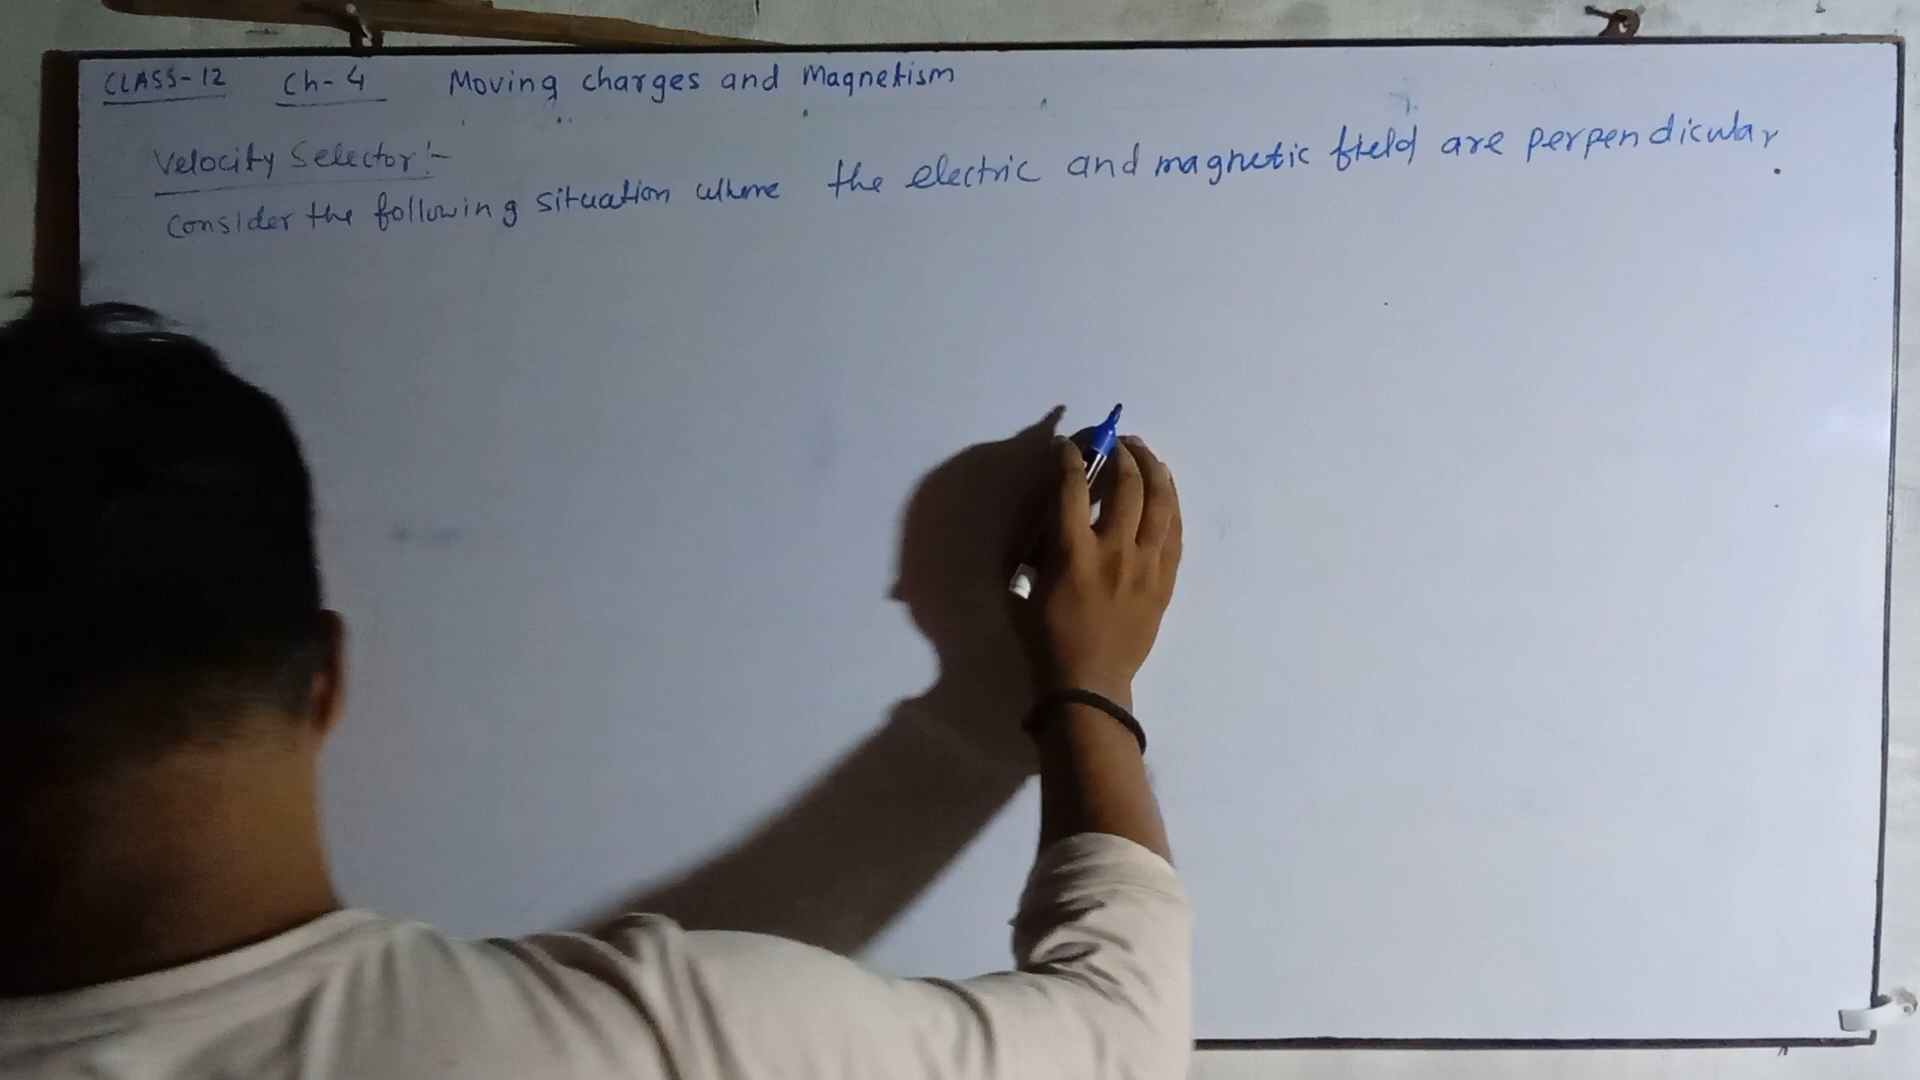 CLASS-12 Ch-4 Moving charges and Magnetism
Velocity Selector:-
Consider the following situation where the electric and magnetic field are perpendicular